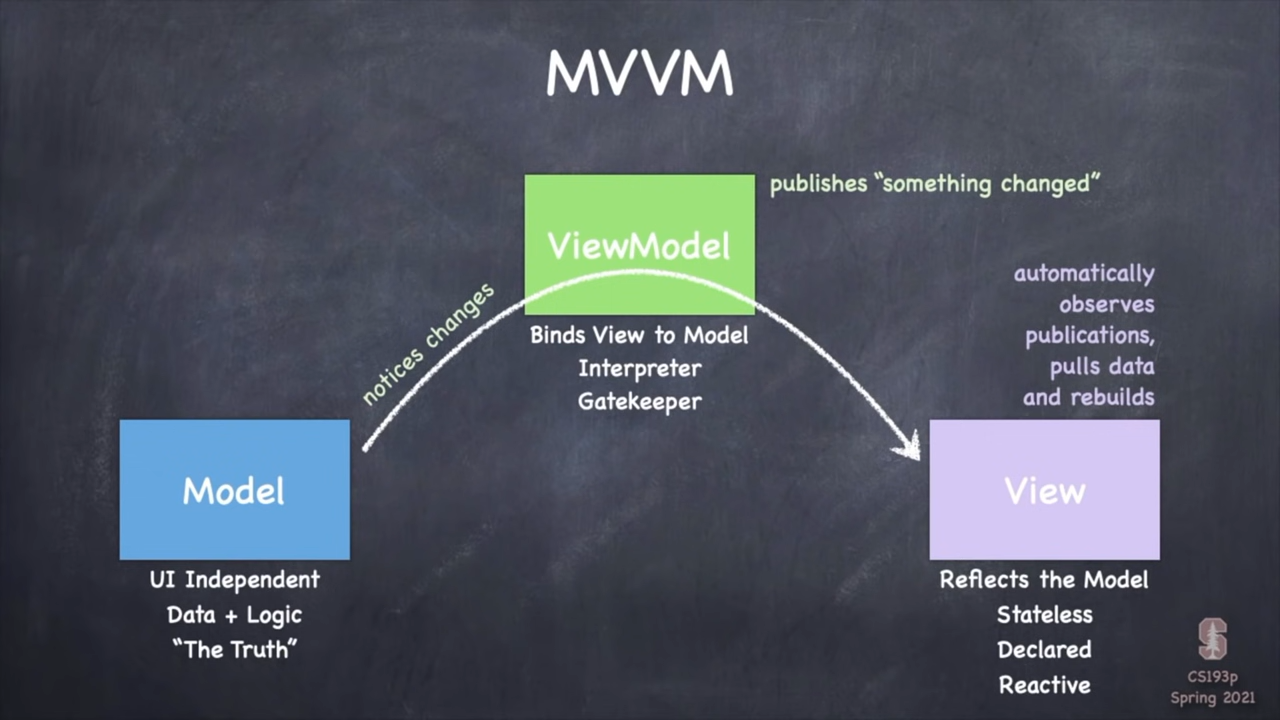 MVVM
publishes “something changed”
ViewModel
automatically
observes
publications,
pulls data
and rebuilds
notices changes
Binds View to Model
Interpreter
Gatekeeper
Model
View
UI Independent
Data + Logic
“The Truth”
Reflects the Model
Stateless
Declared
Reactive
S
CS193p
Spring 2021